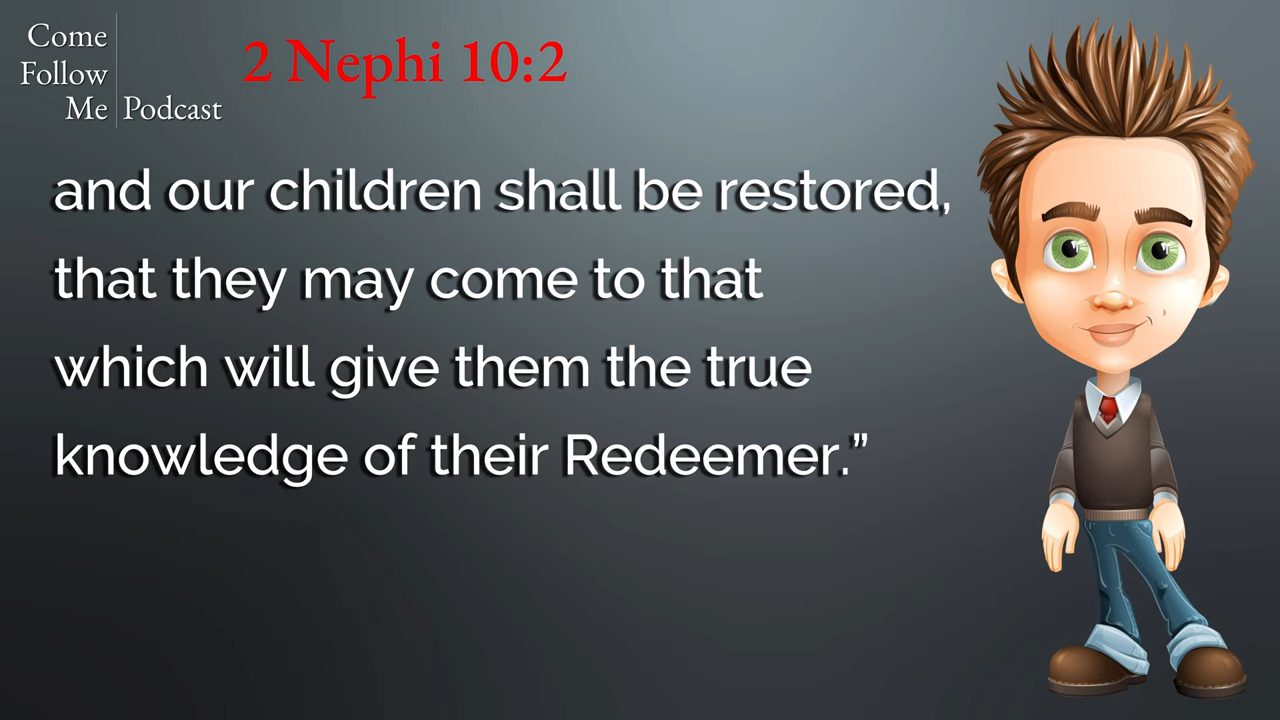 Come
Follow
Me Podcast
2 Nephi 10:2
and our children shall be restored,
that they may come to that
which will give them the true
knowledge of their Redeemer.”